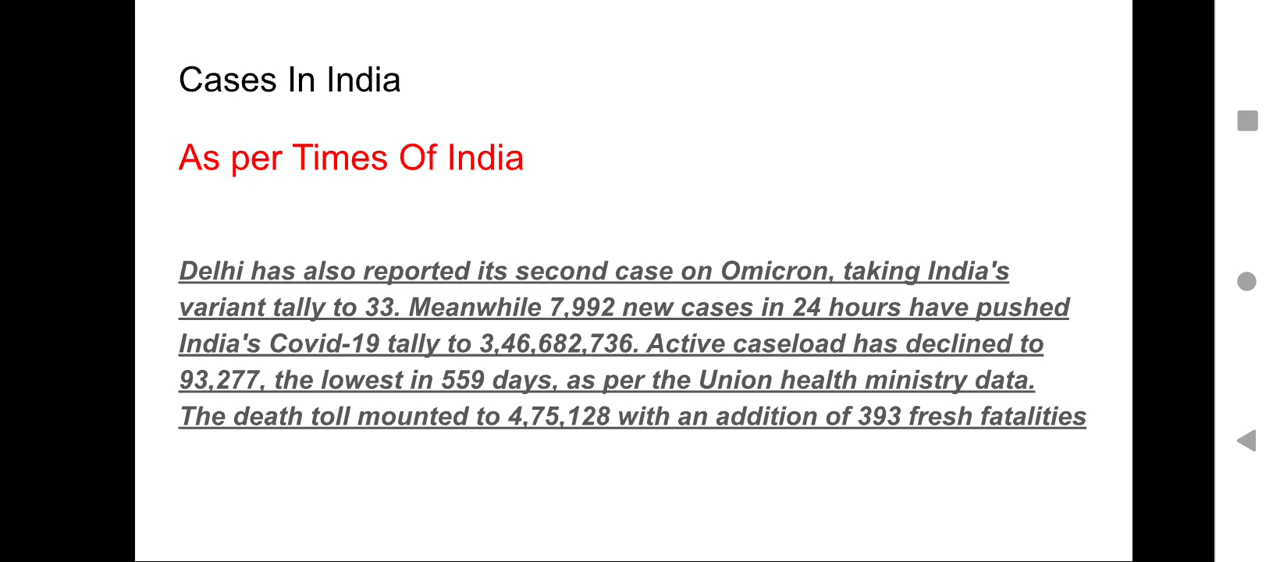 Cases In India
As per Times Of India
Delhi has also reported its second case on Omicron, taking India's
variant tally to 33. Meanwhile 7,992 new cases in 24 hours have pushed
India's Covid-19 tally to 3,46,682,736. Active caseload has declined to
93,277, the lowest in 559 days, as per the Union health ministry data.
The death toll mounted to 4,75,128 with an addition of 393 fresh fatalities